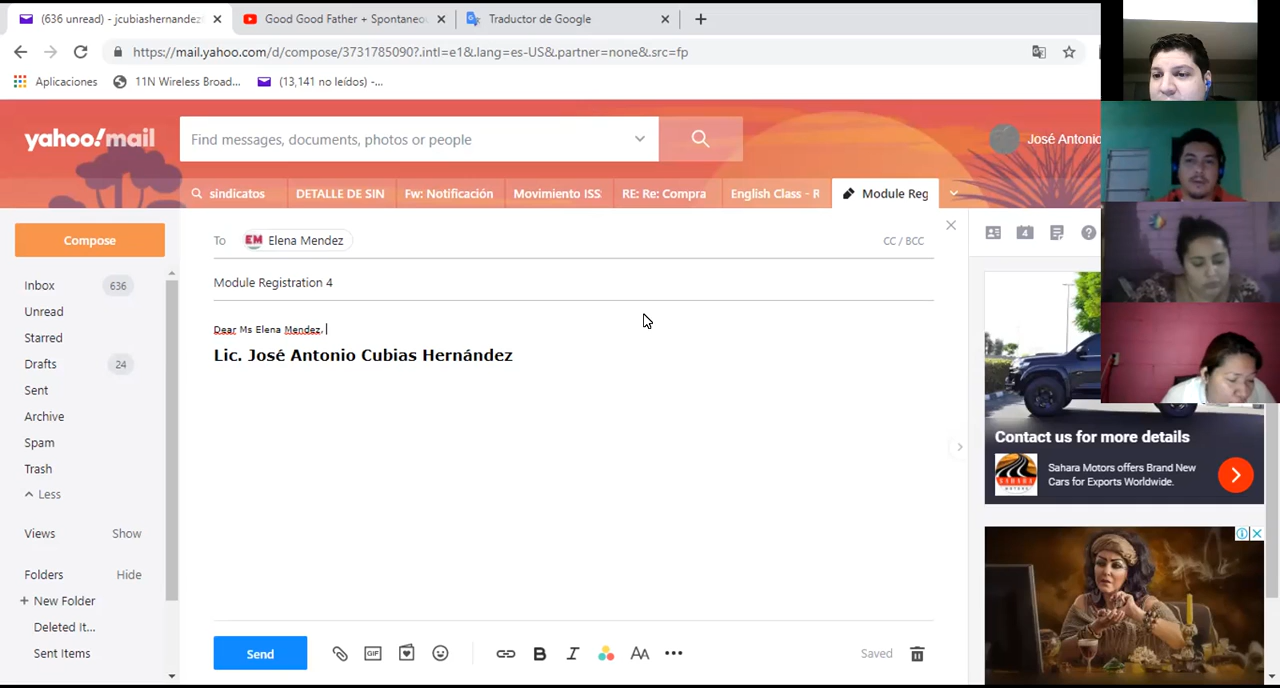 (636 unread) - jcubiashernandez
Good Good Father + Spontaneo
Traductor de Google
https://mail.yahoo.com/d/compose/3731785090?.intl=e1&.lang=es-US&.partner=none&.src=fp
Aplicaciones
11N Wireless Broad...
(13,141 no leídos) -...
yahoo!mail
Find messages, documents, photos or people
José Antonio
sindicatos
DETALLE DE SIN
Fw: Notificación
Movimiento ISS
RE: Re: Compra
English Class - R
Module Reg
Compose
To
EM
Elena Mendez
CC / BCC
4
Module Registration 4
Dear Ms Elena Mendez,
Lic. José Antonio Cubias Hernández
Inbox 636
Unread
Starred
Drafts 24
Sent
Archive
Spam
Trash
Less
Views Show
Folders Hide
+ New Folder
Deleted It...
Sent Items
Send
GIF
B
I
AA
Saved
Contact us for more details
SAHARA
Sahara Motors offers Brand New
Cars for Exports Worldwide.